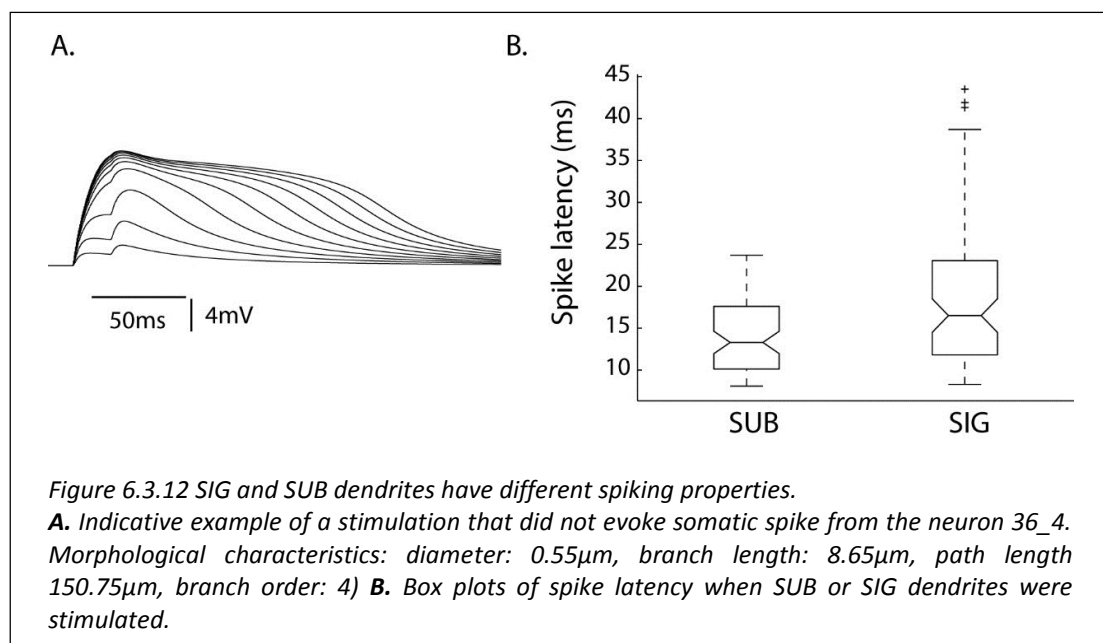 A.
50ms
4mV
B.
Spike latency (ms)
45
40
35
30
25
20
15
10
SUB
SIG
Figure 6.3.12 SIG and SUB dendrites have different spiking properties.
A. Indicative example of a stimulation that did not evoke somatic spike from the neuron 36_4.
Morphological characteristics: diameter: 0.55μm, branch length: 8.65μm, path length
150.75μm, branch order: 4) B. Box plots of spike latency when SUB or SIG dendrites were
stimulated.